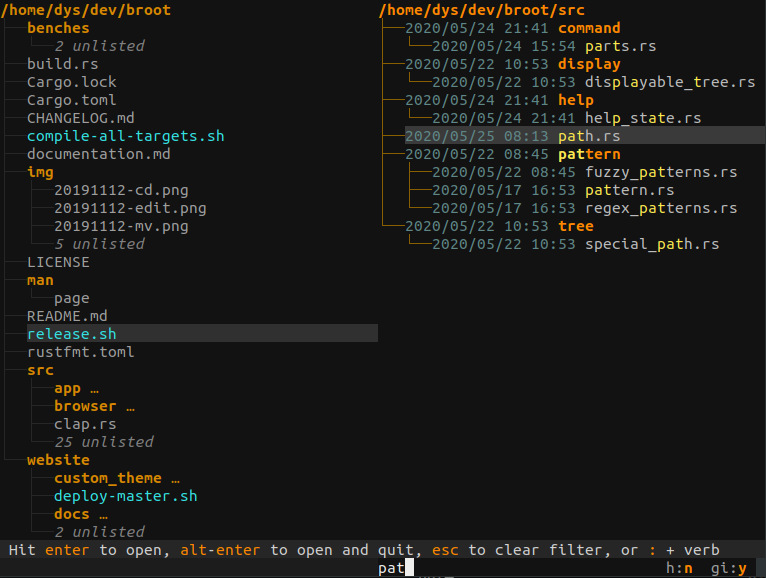 /home/dys/dev/broot
benches
2 unlisted
build.rs
Cargo.lock
Cargo.toml
CHANGELOG.md
compile-all-targets.sh
documentation.md
img
20191112-cd.png
20191112-edit.png
20191112-mv.png
5 unlisted
LICENSE
man
page
README.md
release.sh
rustfmt.toml
src
app …
browser …
clap.rs
25 unlisted
website
custom_theme …
deploy-master.sh
docs …
2 unlisted
/home/dys/dev/broot/src
2020/05/24 21:41 command
2020/05/24 15:54 parts.rs
2020/05/22 10:53 display
2020/05/22 10:53 displayable_tree.rs
2020/05/24 21:41 help
2020/05/24 21:41 help_state.rs
2020/05/25 08:13 path.rs
2020/05/22 08:45 pattern
2020/05/22 08:45 fuzzy_patterns.rs
2020/05/17 16:53 pattern.rs
2020/05/17 16:53 regex_patterns.rs
2020/05/22 10:53 tree
2020/05/22 10:53 special_path.rs
Hit enter to open, alt-enter to open and quit, esc to clear filter, or : + verb
pat h:n gi:y